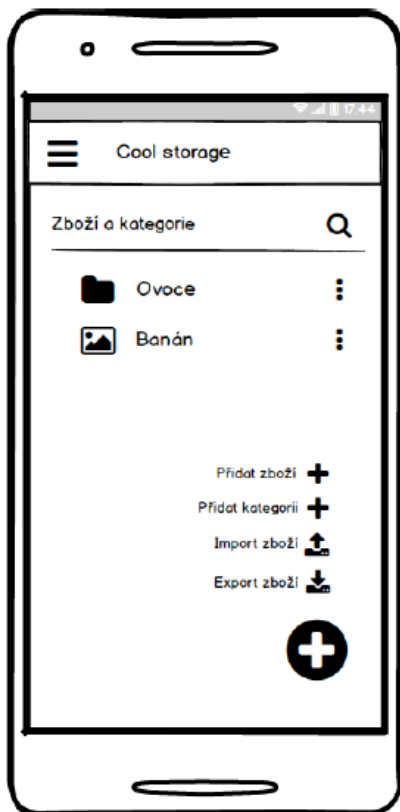 17:44
Cool storage
Zboží a kategorie
Ovoce
Banán
Přidat zboží
Přidat kategorii
Import zboží
Export zboží